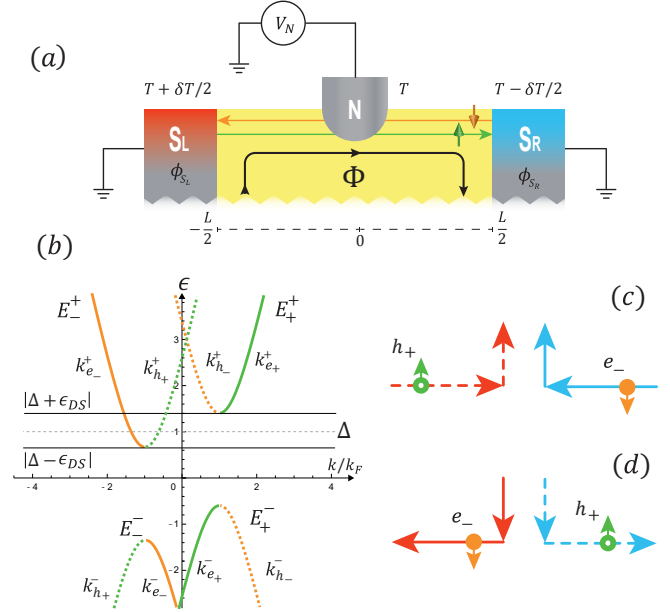 (a)
V_N
T + δT/2
T
T − δT/2
N
S_L
S_R
ϕ_{S_L}
Φ
ϕ_{S_R}
−L/2
0
L/2
(b)
ϵ
E_-^+
E_+^+
k_{e_-}^+
k_{h_+}^+
k_{h_-}^+
k_{e_+}^+
3
2
|Δ + ϵ_{DS}|
1
Δ
|Δ − ϵ_{DS}|
k/k_F
-4
-2
0
2
4
-1
E_-^-
E_+^-
-2
k_{h_+}^-
k_{e_-}^-
k_{e_+}^-
k_{h_-}^-
(c)
h_+
e_-
(d)
e_-
h_+